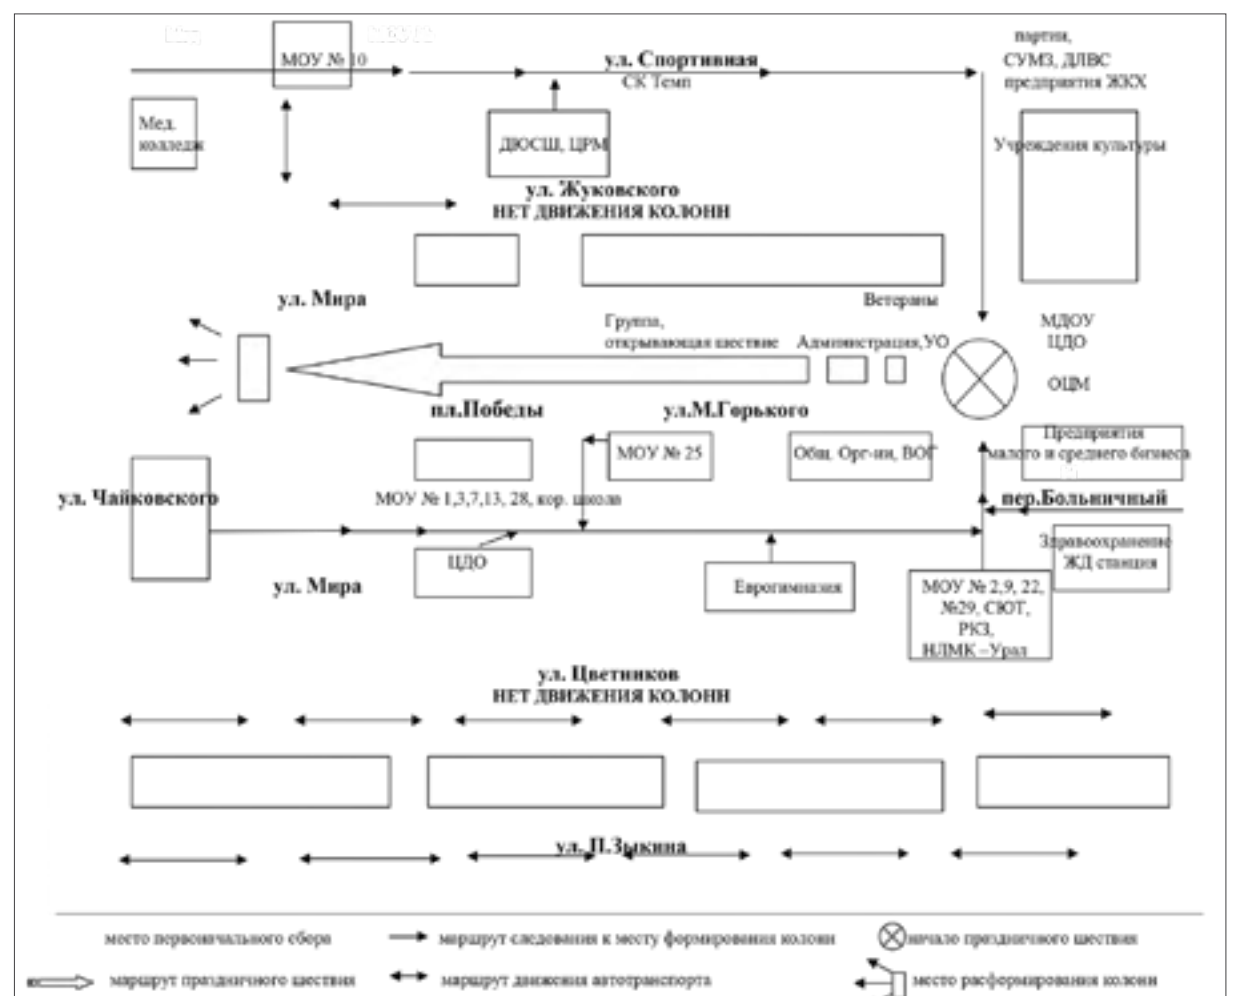 МОУ № 10
ул. Спортивная
СК Темп
партии,
СУМЗ, ДЛВС
предприятия ЖКХ
Мед.
колледж
ДЮСШ, ЦРМ
Учреждения культуры
ул. Жуковского
НЕТ ДВИЖЕНИЯ КОЛОНН
ул. Мира
Ветераны
Группа,
открывающая шествие
Администрация,УО
МДОУ
ЦДО
ОЦМ
пл.Победы
ул.М.Горького
МОУ № 25
Общ. Орг-ии, ВОГ
Предприятия
малого и среднего бизнеса
ул. Чайковского
МОУ № 1,3,7,13, 28, кор. школа
пер.Больничный
ЦДО
Здравоохранение
ЖД станция
ул. Мира
Еврогимназия
МОУ № 2,9, 22,
№29, СЮТ,
РКЗ,
НЛМК –Урал
ул. Цветников
НЕТ ДВИЖЕНИЯ КОЛОНН
ул. П.Зыкина
место первоначального сбора
маршрут следования к месту формирования колонн
начало праздничного шествия
маршрут праздничного шествия
маршрут движения автотранспорта
место расформирования колонн